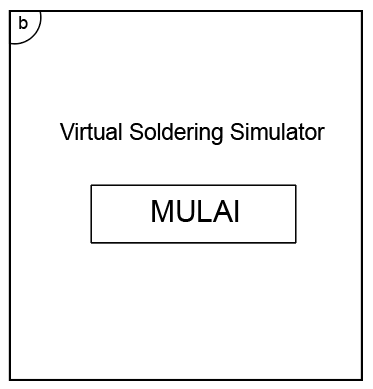 b
Virtual Soldering Simulator
MULAI